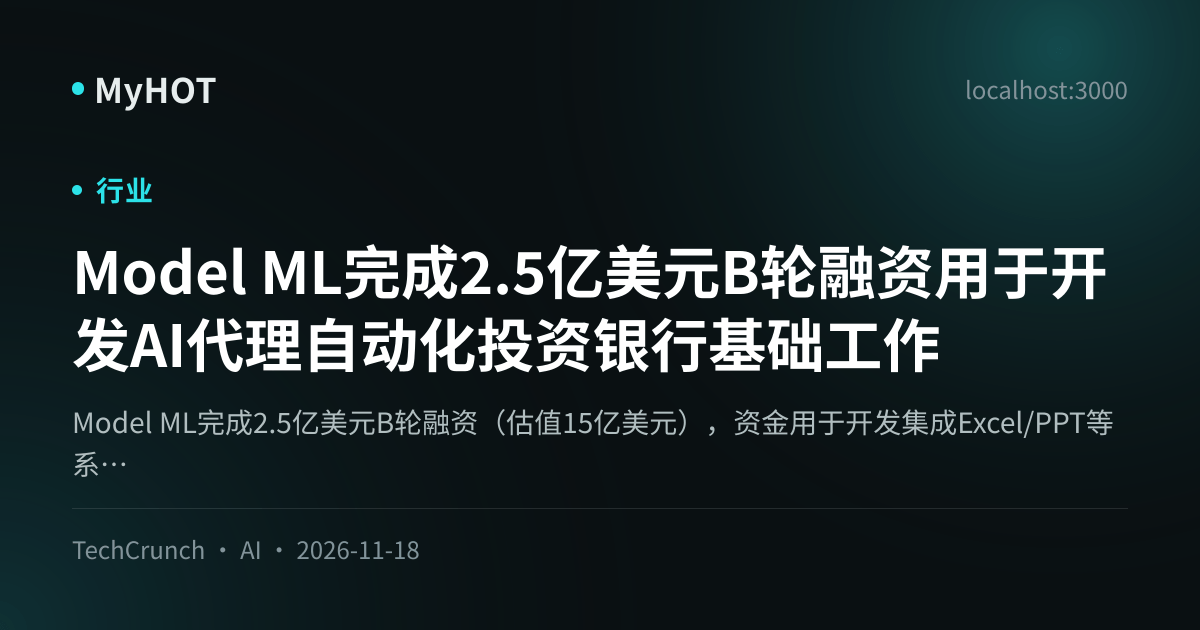 MyHOT
localhost:3000
行业
Model ML完成2.5亿美元B轮融资用于开
发AI代理自动化投资银行基础工作
Model ML完成2.5亿美元B轮融资（估值15亿美元），资金用于开发集成Excel/PPT等
系…
TechCrunch · AI · 2026-11-18